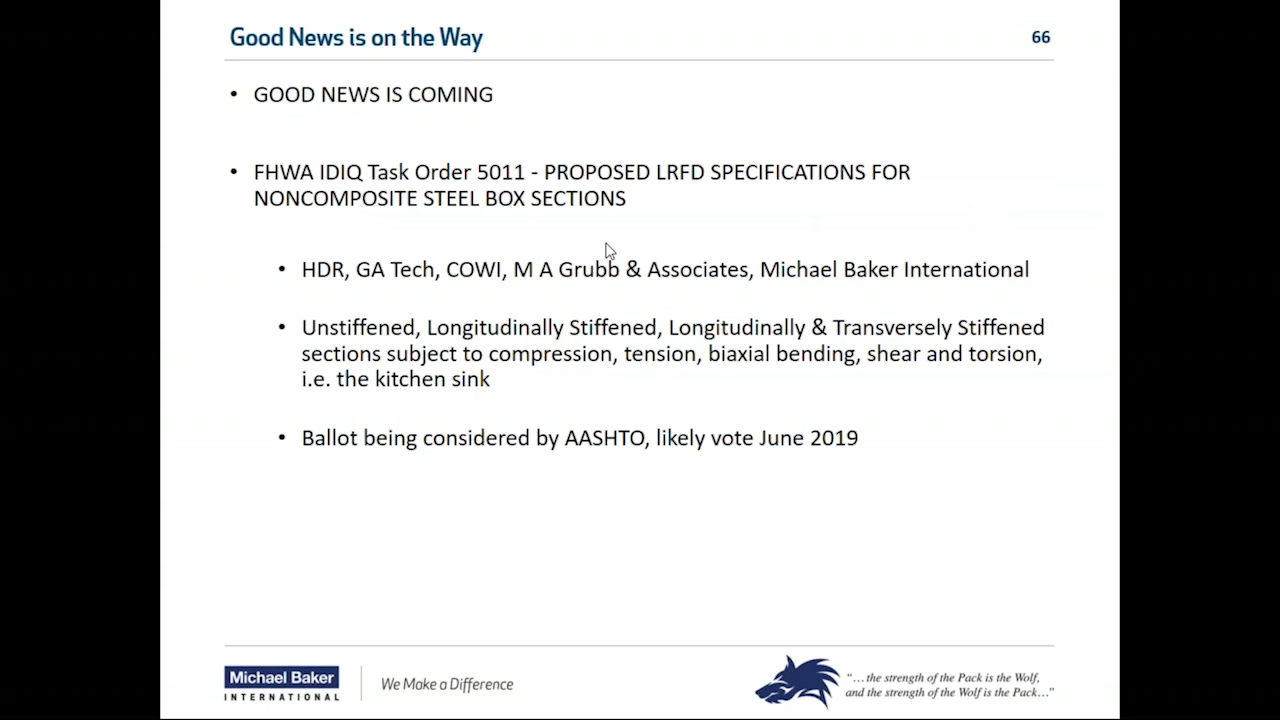 Good News is on the Way
66
• GOOD NEWS IS COMING
• FHWA IDIQ Task Order 5011 - PROPOSED LRFD SPECIFICATIONS FOR
NONCOMPOSITE STEEL BOX SECTIONS
• HDR, GA Tech, COWI, M A Grubb & Associates, Michael Baker International
• Unstiffened, Longitudinally Stiffened, Longitudinally & Transversely Stiffened
sections subject to compression, tension, biaxial bending, shear and torsion,
i.e. the kitchen sink
• Ballot being considered by AASHTO, likely vote June 2019
Michael Baker
INTERNATIONAL
We Make a Difference
“…the strength of the Pack is the Wolf,
and the strength of the Wolf is the Pack…”